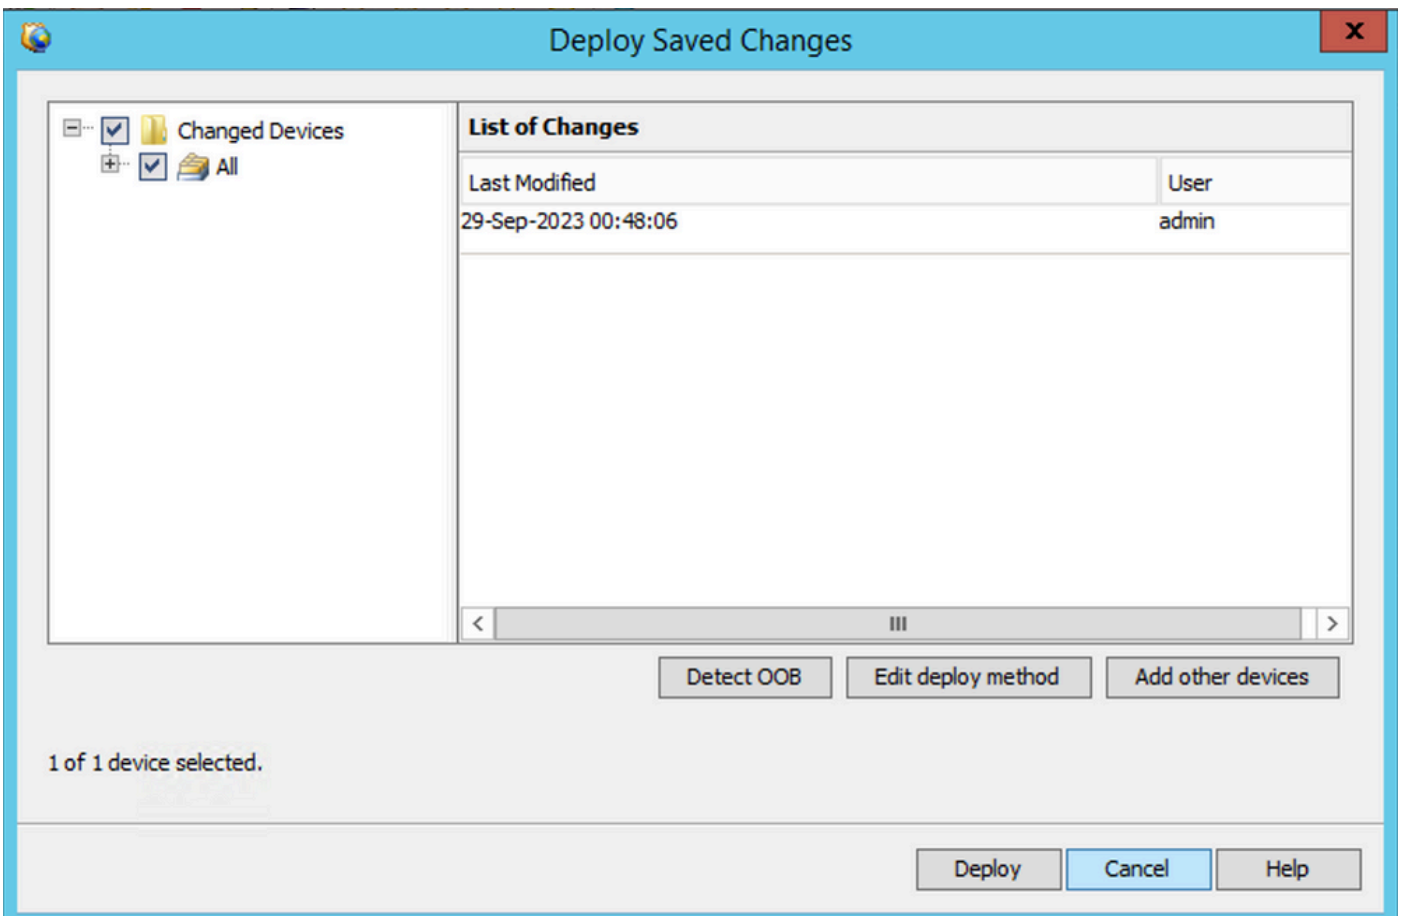 Deploy Saved Changes
x
Changed Devices
All
List of Changes
Last Modified User
29-Sep-2023 00:48:06 admin
Detect OOB Edit deploy method Add other devices
1 of 1 device selected.
Deploy Cancel Help